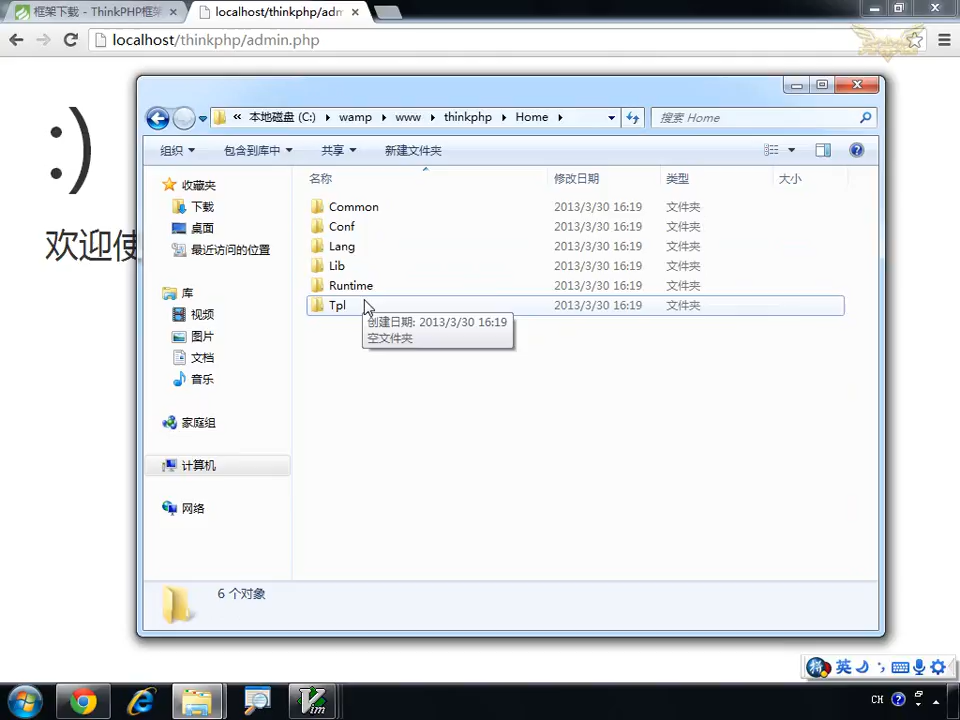 框架下载 - ThinkPHP框架
localhost/thinkphp/adm
localhost/thinkphp/admin.php
:)
欢迎使
« 本地磁盘 (C:) ▸ wamp ▸ www ▸ thinkphp ▸ Home ▸
搜索 Home
组织 包含到库中 共享 新建文件夹
名称 修改日期 类型 大小
收藏夹
下载
桌面
最近访问的位置
库
视频
图片
文档
音乐
家庭组
计算机
网络
Common 2013/3/30 16:19 文件夹
Conf 2013/3/30 16:19 文件夹
Lang 2013/3/30 16:19 文件夹
Lib 2013/3/30 16:19 文件夹
Runtime 2013/3/30 16:19 文件夹
Tpl 2013/3/30 16:19 文件夹
创建日期: 2013/3/30 16:19
空文件夹
6 个对象
英
Vim
CH